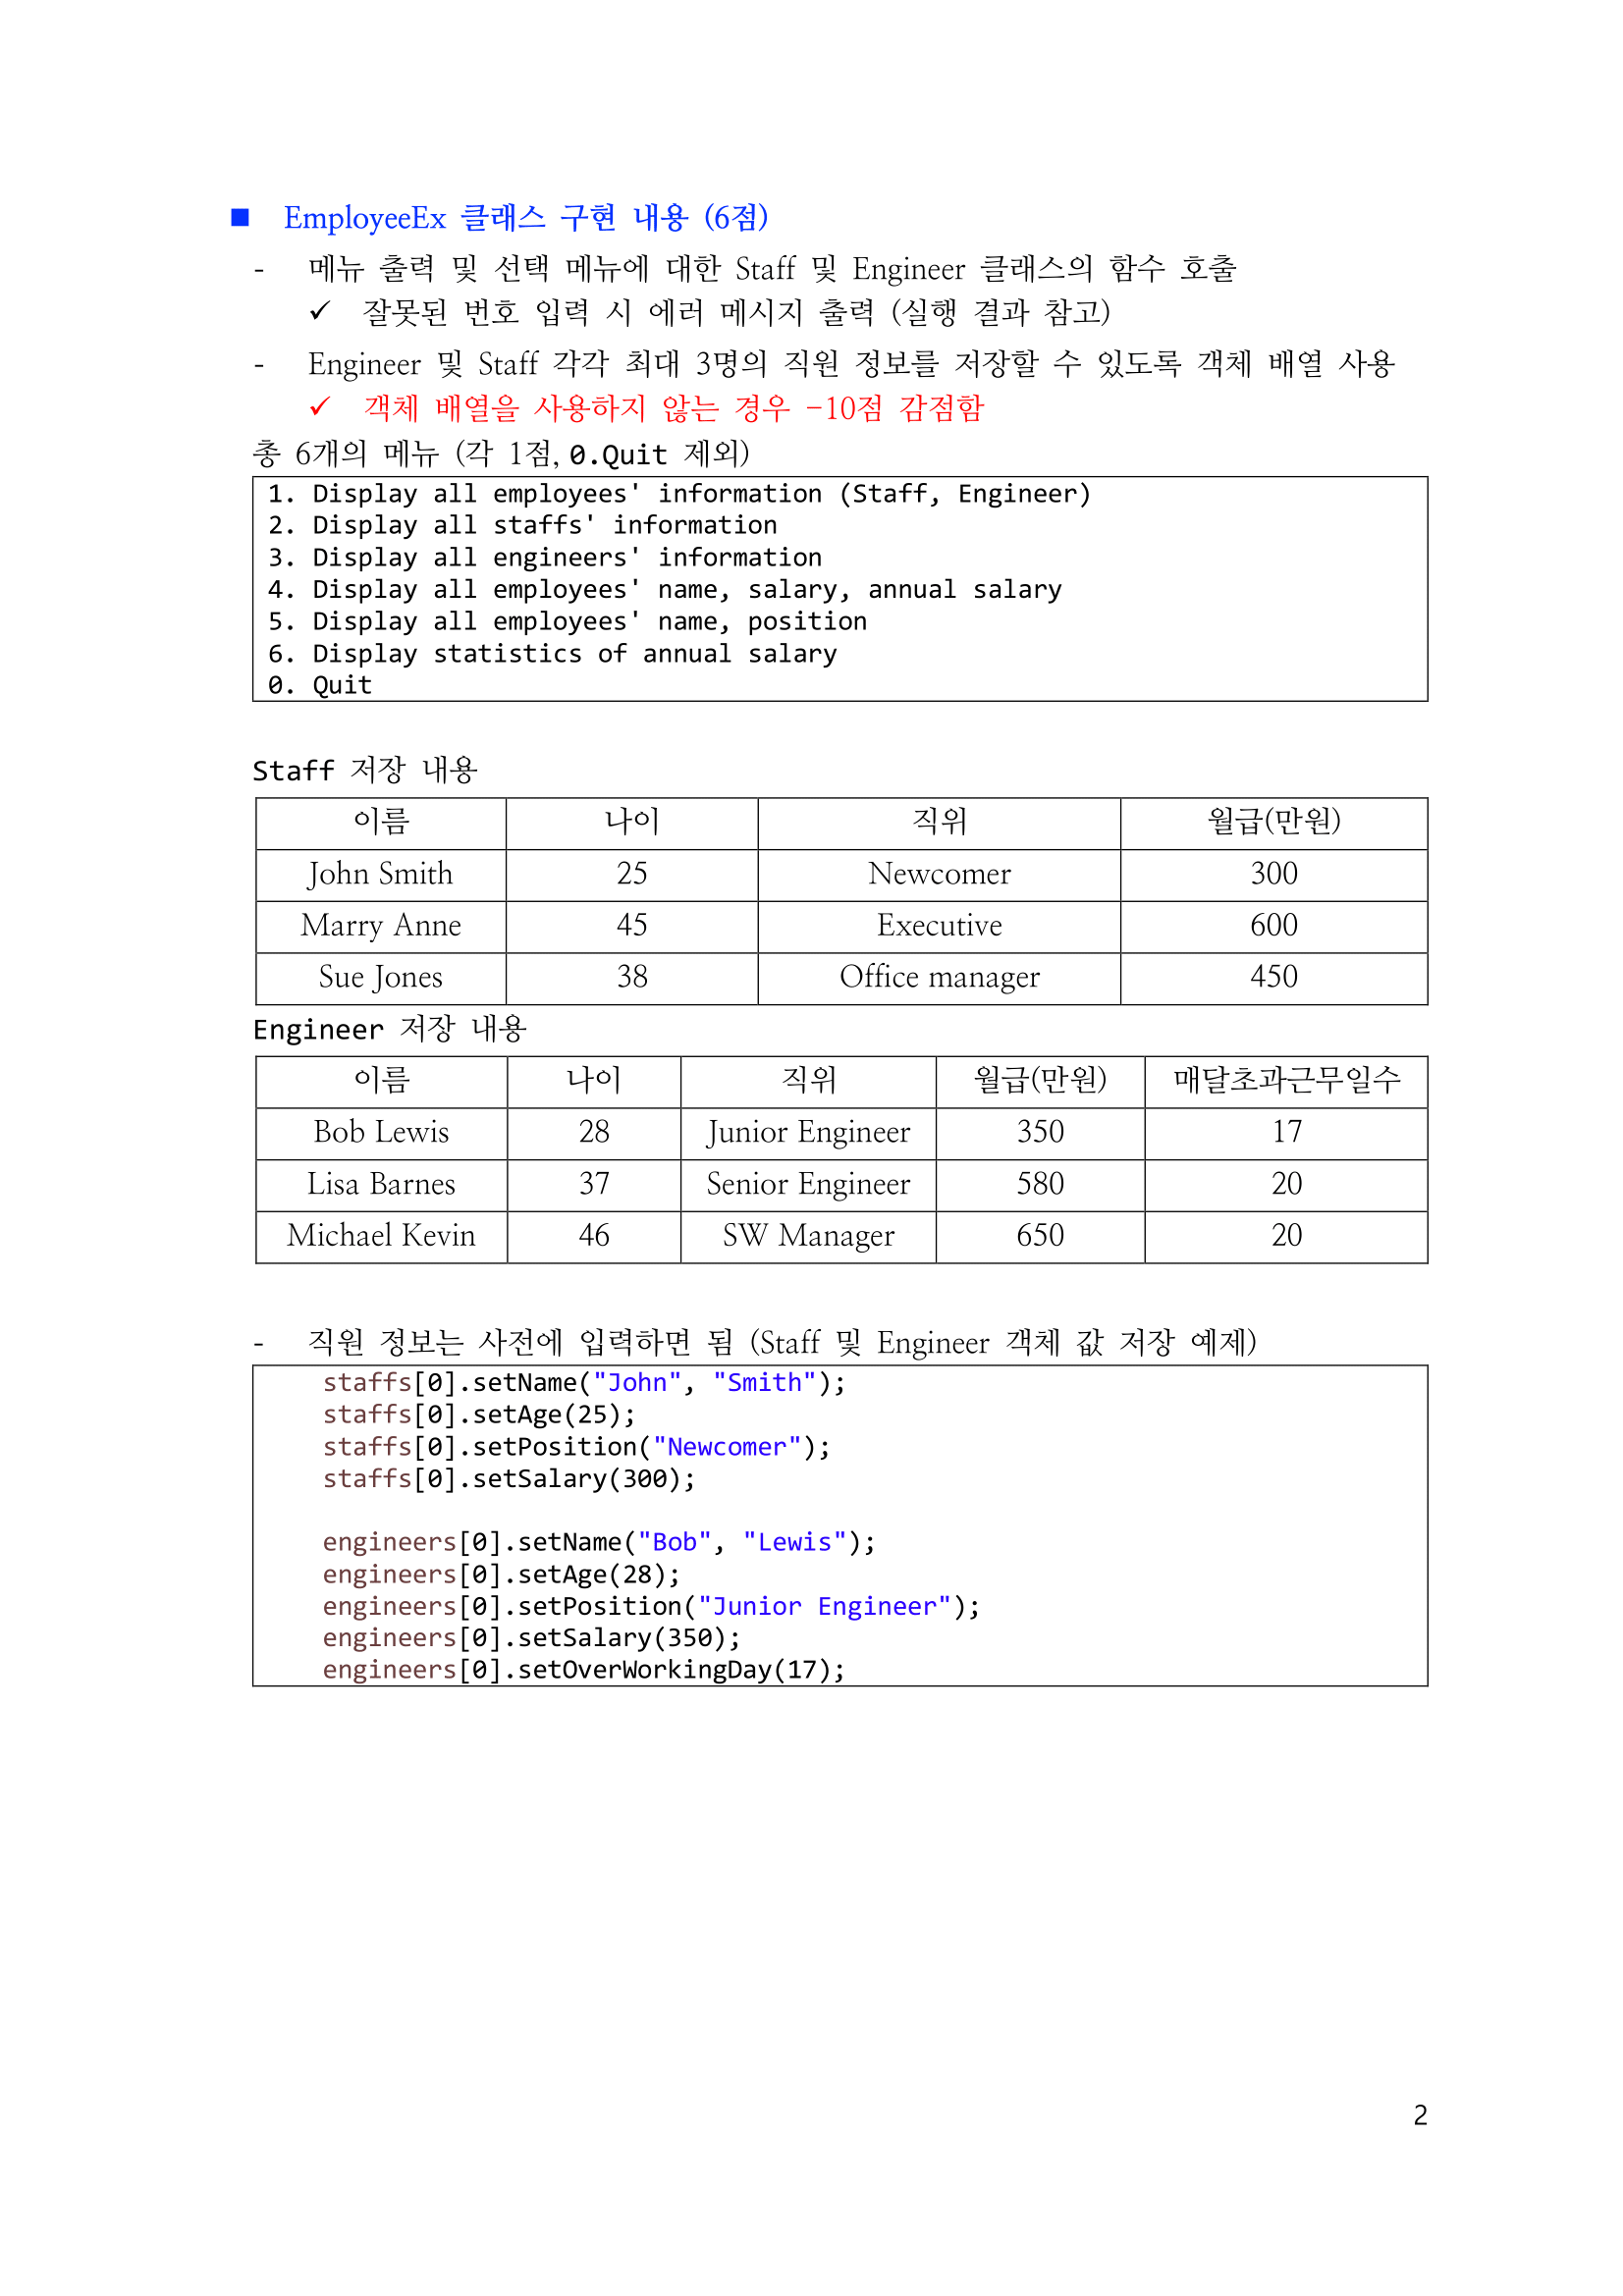 ■ EmployeeEx 클래스 구현 내용 (6점)
- 메뉴 출력 및 선택 메뉴에 대한 Staff 및 Engineer 클래스의 함수 호출
✓ 잘못된 번호 입력 시 에러 메시지 출력 (실행 결과 참고)
- Engineer 및 Staff 각각 최대 3명의 직원 정보를 저장할 수 있도록 객체 배열 사용
✓ 객체 배열을 사용하지 않는 경우 -10점 감점함
총 6개의 메뉴 (각 1점, 0.Quit 제외)
1. Display all employees' information (Staff, Engineer)
2. Display all staffs' information
3. Display all engineers' information
4. Display all employees' name, salary, annual salary
5. Display all employees' name, position
6. Display statistics of annual salary
0. Quit
Staff 저장 내용
이름 나이 직위 월급(만원)
John Smith 25 Newcomer 300
Marry Anne 45 Executive 600
Sue Jones 38 Office manager 450
Engineer 저장 내용
이름 나이 직위 월급(만원) 매달초과근무일수
Bob Lewis 28 Junior Engineer 350 17
Lisa Barnes 37 Senior Engineer 580 20
Michael Kevin 46 SW Manager 650 20
- 직원 정보는 사전에 입력하면 됨 (Staff 및 Engineer 객체 값 저장 예제)
staffs[0].setName("John", "Smith");
staffs[0].setAge(25);
staffs[0].setPosition("Newcomer");
staffs[0].setSalary(300);
engineers[0].setName("Bob", "Lewis");
engineers[0].setAge(28);
engineers[0].setPosition("Junior Engineer");
engineers[0].setSalary(350);
engineers[0].setOverWorkingDay(17);
2